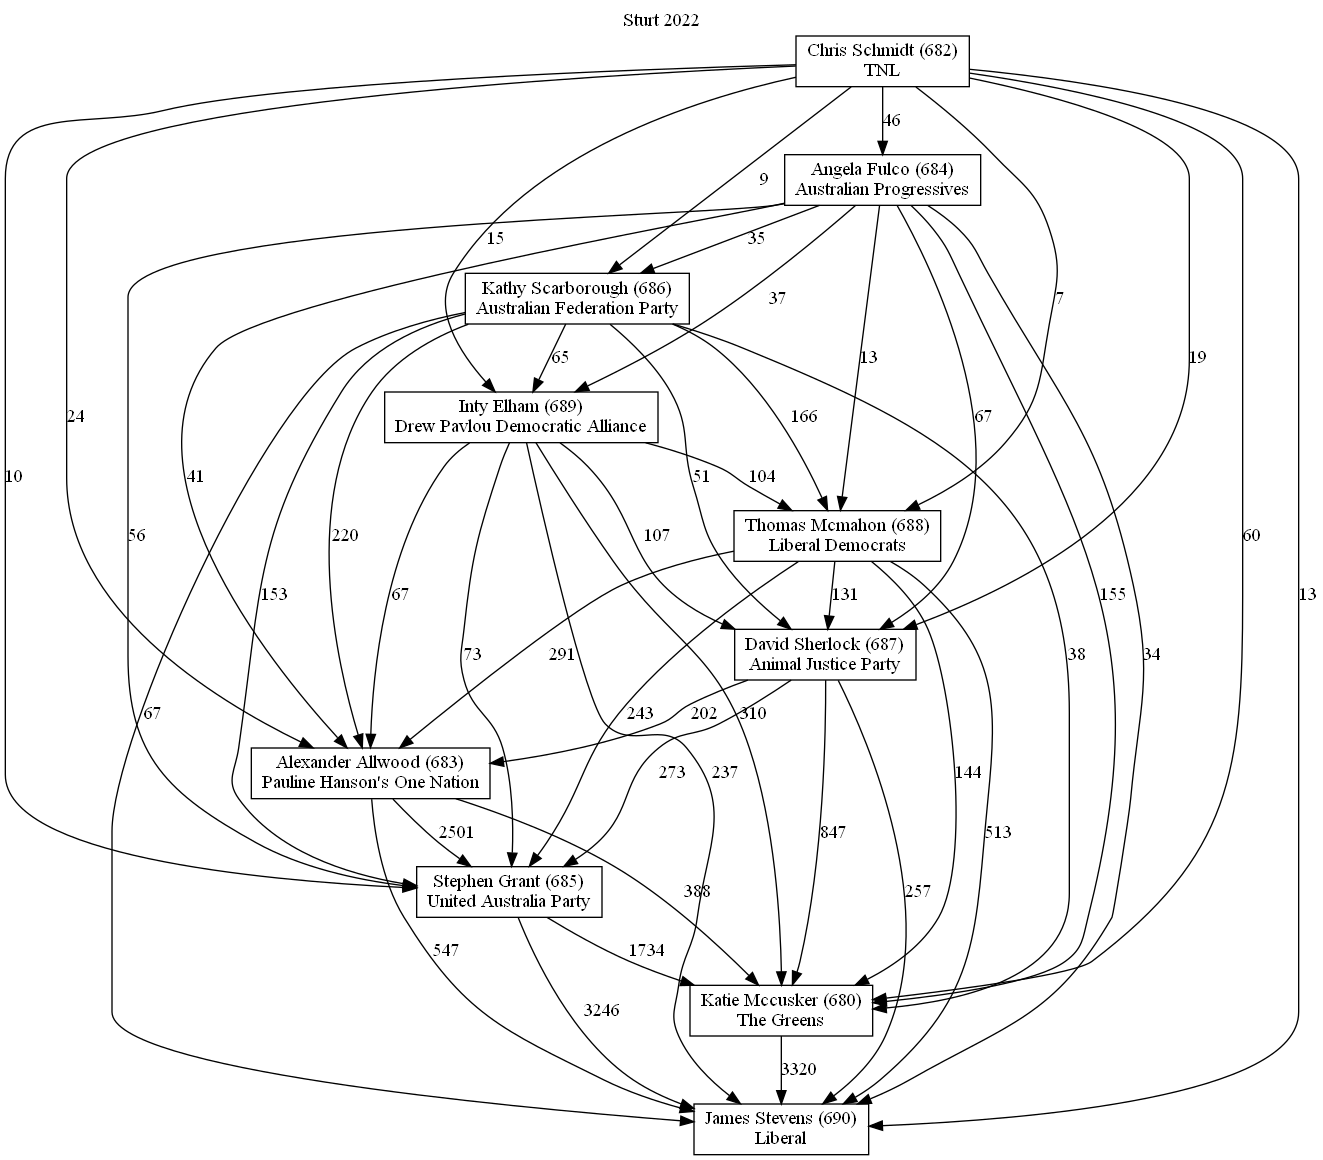 Sturt 2022
Chris Schmidt (682)
TNL
46
Angela Fulco (684)
Australian Progressives
9
15
35
Kathy Scarborough (686)
Australian Federation Party
37
7
65
13
19
Inty Elham (689)
Drew Pavlou Democratic Alliance
24
166
67
10
41
51
104
Thomas Mcmahon (688)
Liberal Democrats
56
220
107
60
153
67
131
155
13
David Sherlock (687)
Animal Justice Party
73
291
38
34
67
243
202
310
Alexander Allwood (683)
Pauline Hanson's One Nation
273
237
144
2501
847
513
Stephen Grant (685)
United Australia Party
388
257
547
1734
Katie Mccusker (680)
The Greens
3246
3320
James Stevens (690)
Liberal